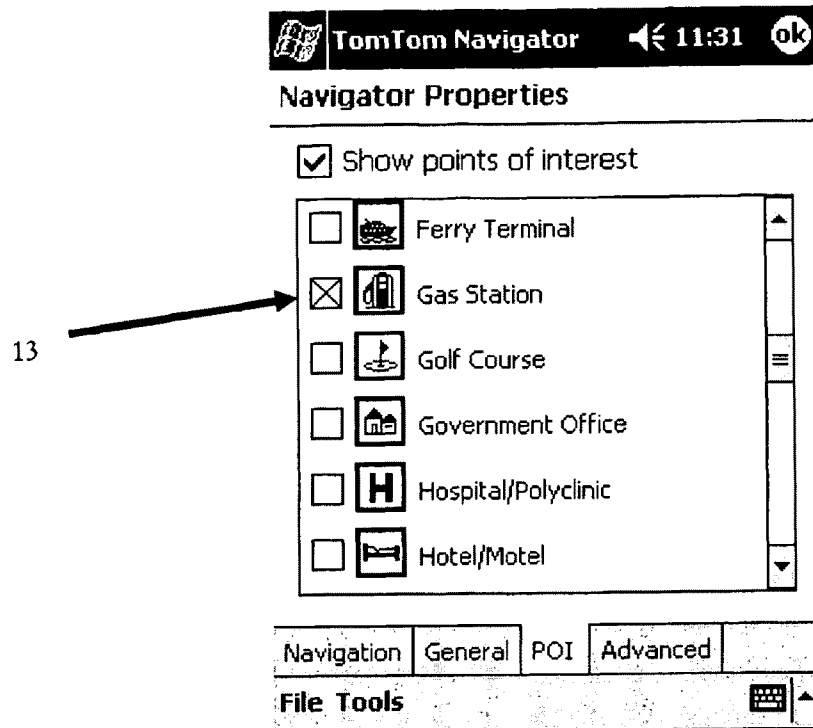 TomTom Navigator 11:31 ok
Navigator Properties
Show points of interest
Ferry Terminal
Gas Station
13
Golf Course
Government Office
H Hospital/Polyclinic
Hotel/Motel
Navigation General POI Advanced
File Tools